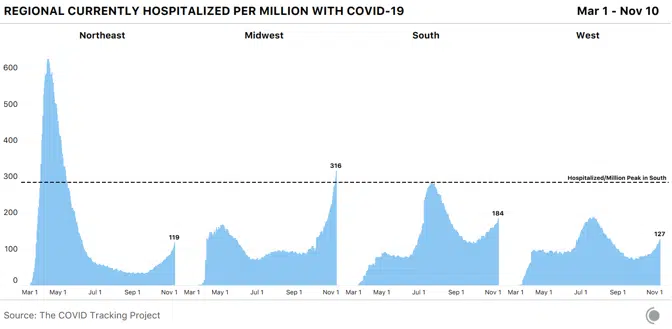 REGIONAL CURRENTLY HOSPITALIZED PER MILLION WITH COVID-19 Mar 1 - Nov 10
Northeast Midwest South West
600
500
400
316
300
Hospitalized/Million Peak in South
200
184
119
127
100
0
Mar 1 May 1 Jul 1 Sep 1 Nov 1 Mar 1 May 1 Jul 1 Sep 1 Nov 1 Mar 1 May 1 Jul 1 Sep 1 Nov 1 Mar 1 May 1 Jul 1 Sep 1 Nov 1
Source: The COVID Tracking Project